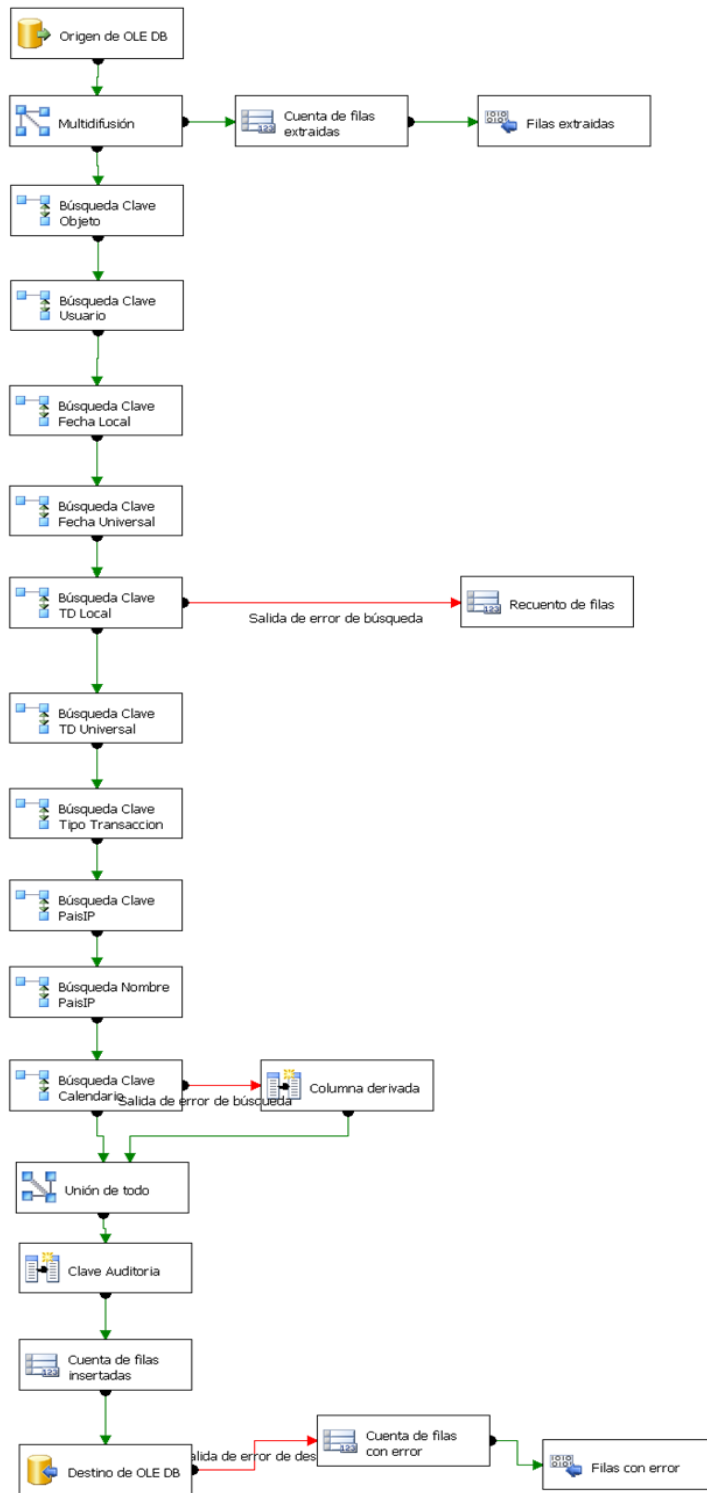 Origen de OLE DB
Multidifusión
Cuenta de filas
extraidas
Filas extraidas
Búsqueda Clave
Objeto
Búsqueda Clave
Usuario
Búsqueda Clave
Fecha Local
Búsqueda Clave
Fecha Universal
Búsqueda Clave
TD Local
Salida de error de búsqueda
Recuento de filas
Búsqueda Clave
TD Universal
Búsqueda Clave
Tipo Transaccion
Búsqueda Clave
PaisIP
Búsqueda Nombre
PaisIP
Búsqueda Clave
Calendario
Salida de error de búsqueda
Columna derivada
Unión de todo
Clave Auditoria
Cuenta de filas
insertadas
Cuenta de filas
con error
alida de error de des
Destino de OLE DB
Filas con error